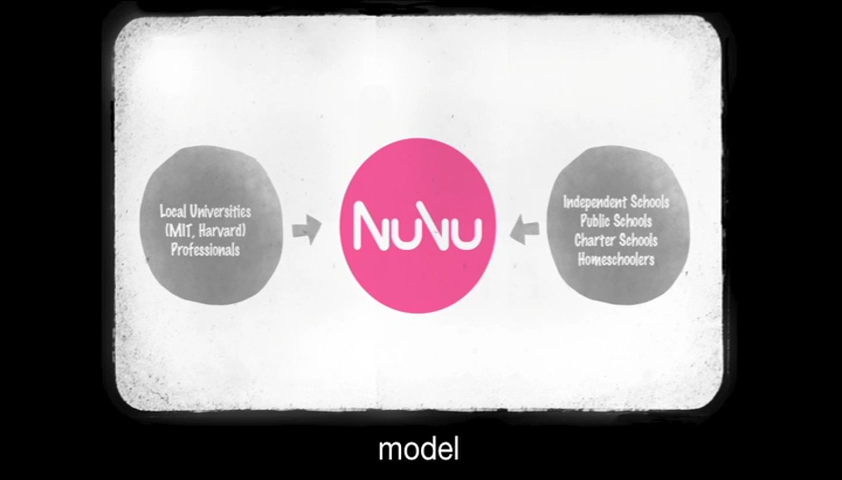 Local Universities
(MIT, Harvard)
Professionals
NuVu
Independent Schools
Public Schools
Charter Schools
Homeschoolers
model